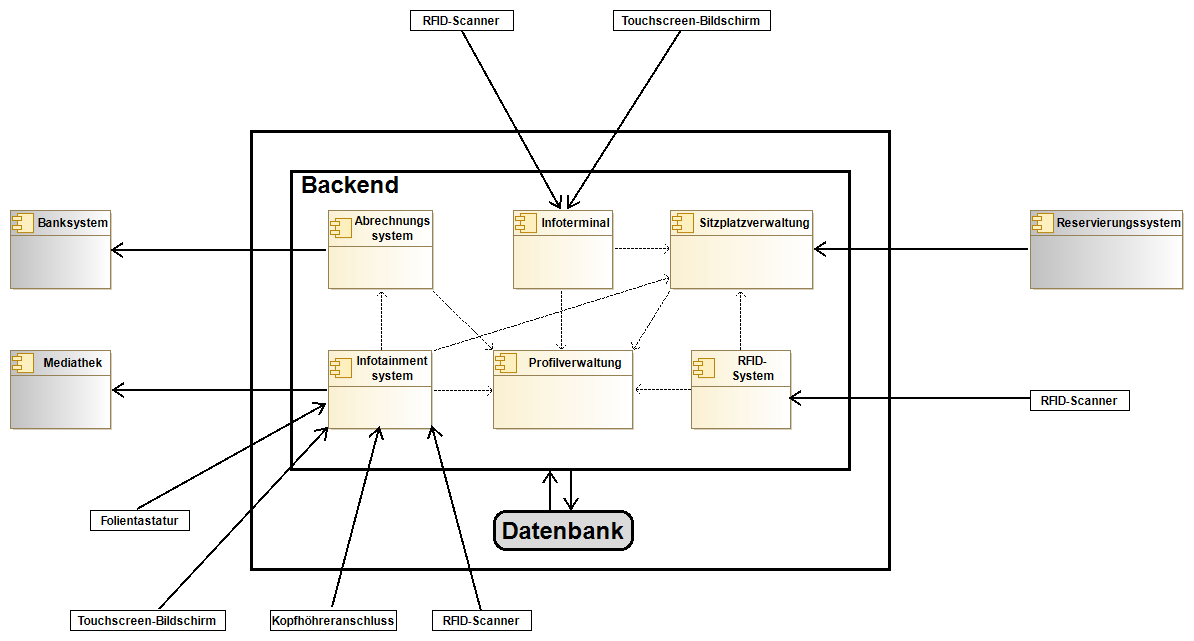 RFID-Scanner
Touchscreen-Bildschirm
Backend
Banksystem
Abrechnungs
system
Infoterminal
Sitzplatzverwaltung
Reservierungssystem
Mediathek
Infotainment
system
Profilverwaltung
RFID-
System
RFID-Scanner
Folientastatur
Datenbank
Touchscreen-Bildschirm
Kopfhöhreranschluss
RFID-Scanner